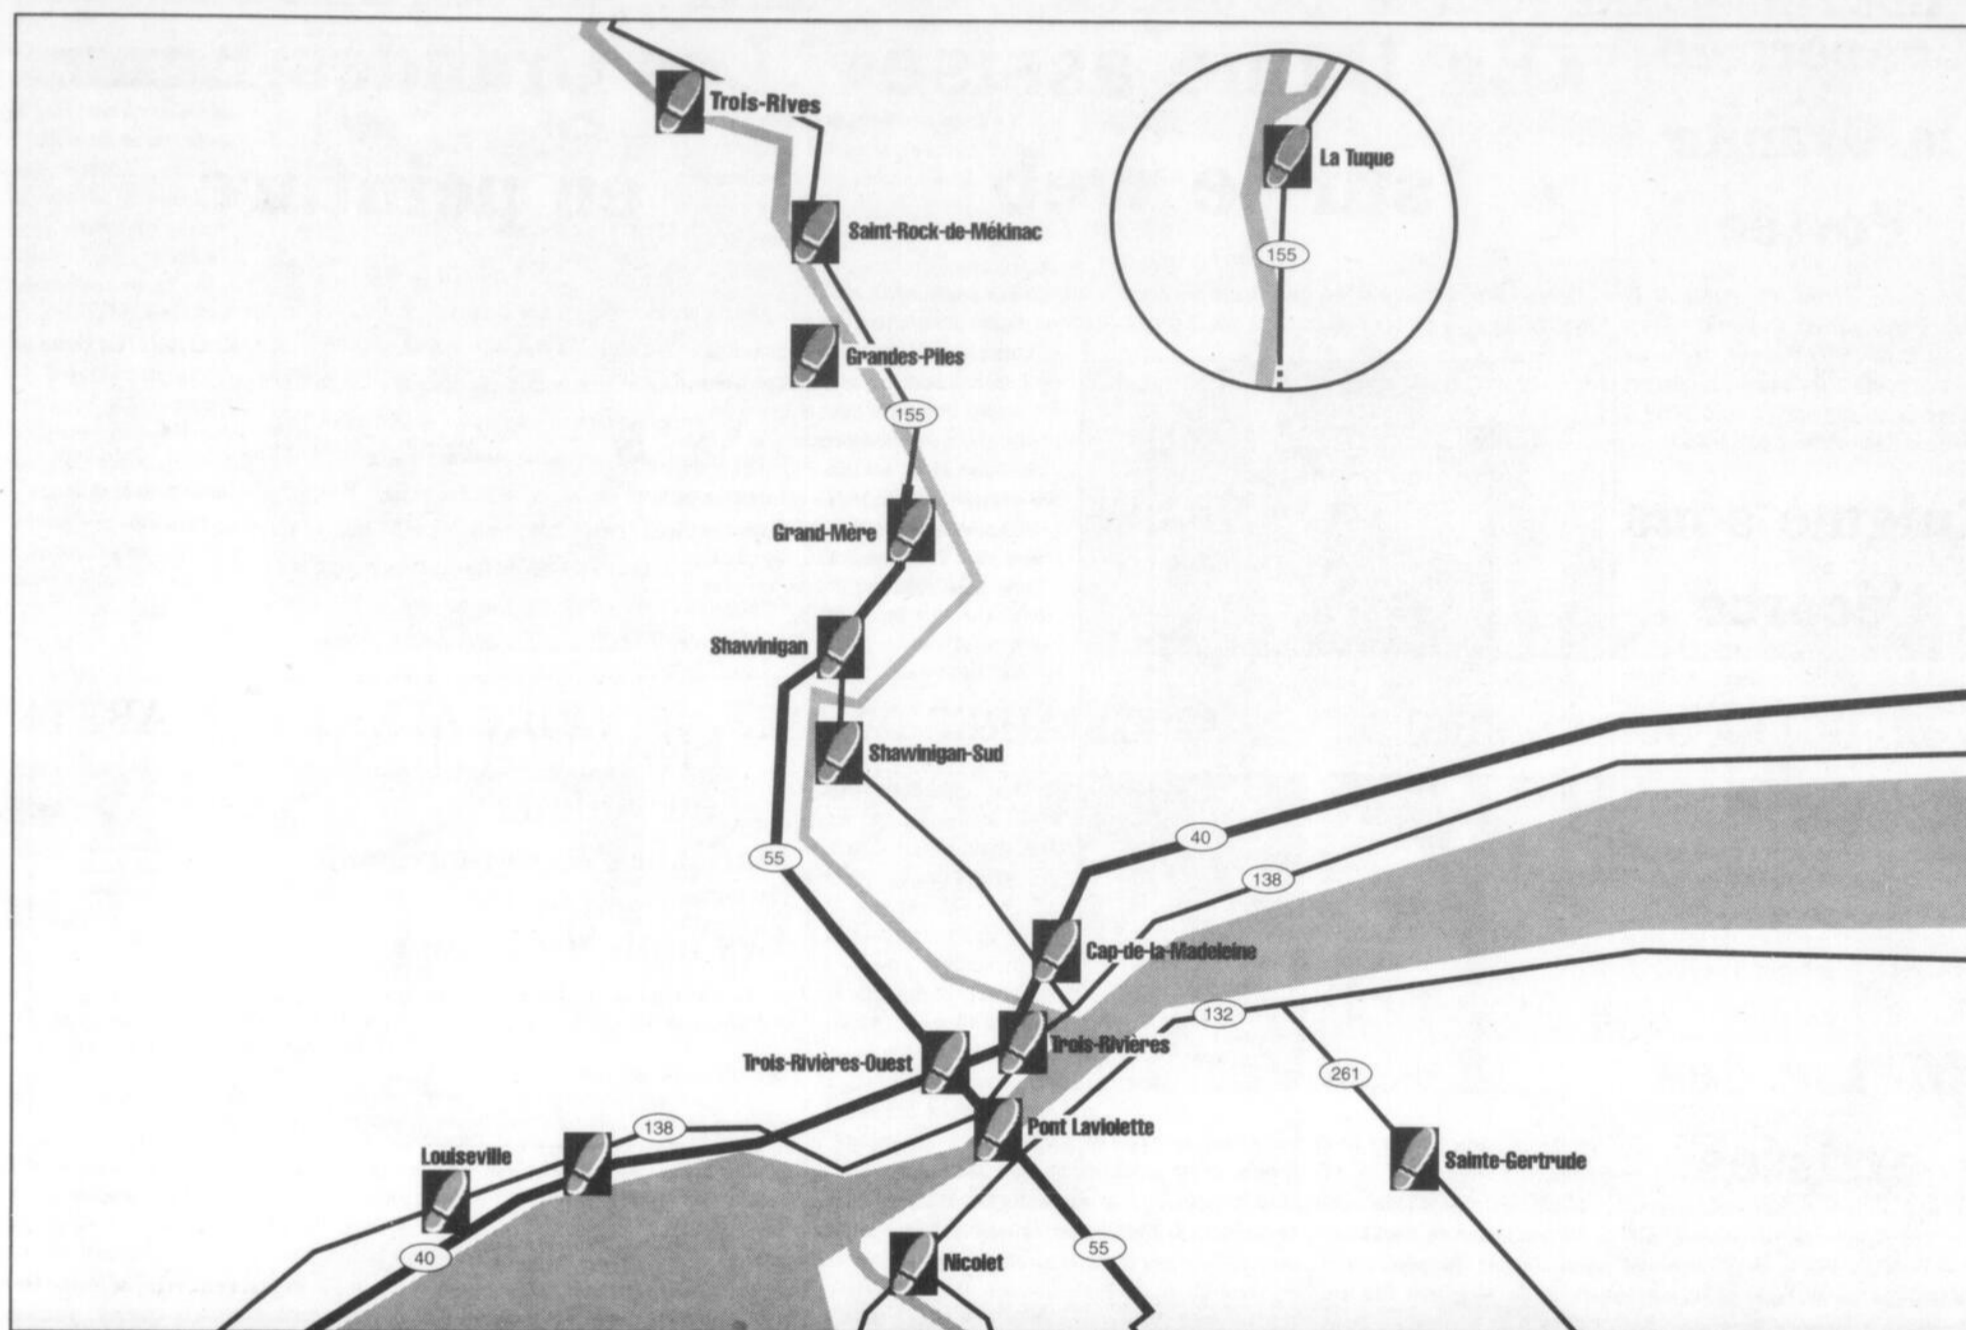 Trois-Rives
La Tuque
Saint-Rock-de-Mékinac
155
Grandes-Piles
155
Grand-Mère
Shawinigan
Shawinigan-Sud
40
55
138
Cap-de-la-Madeleine
132
Trois-Rivières
Trois-Rivières-Ouest
261
138
Pont Laviolette
Louiseville
Sainte-Gertrude
55
40
Nicolet